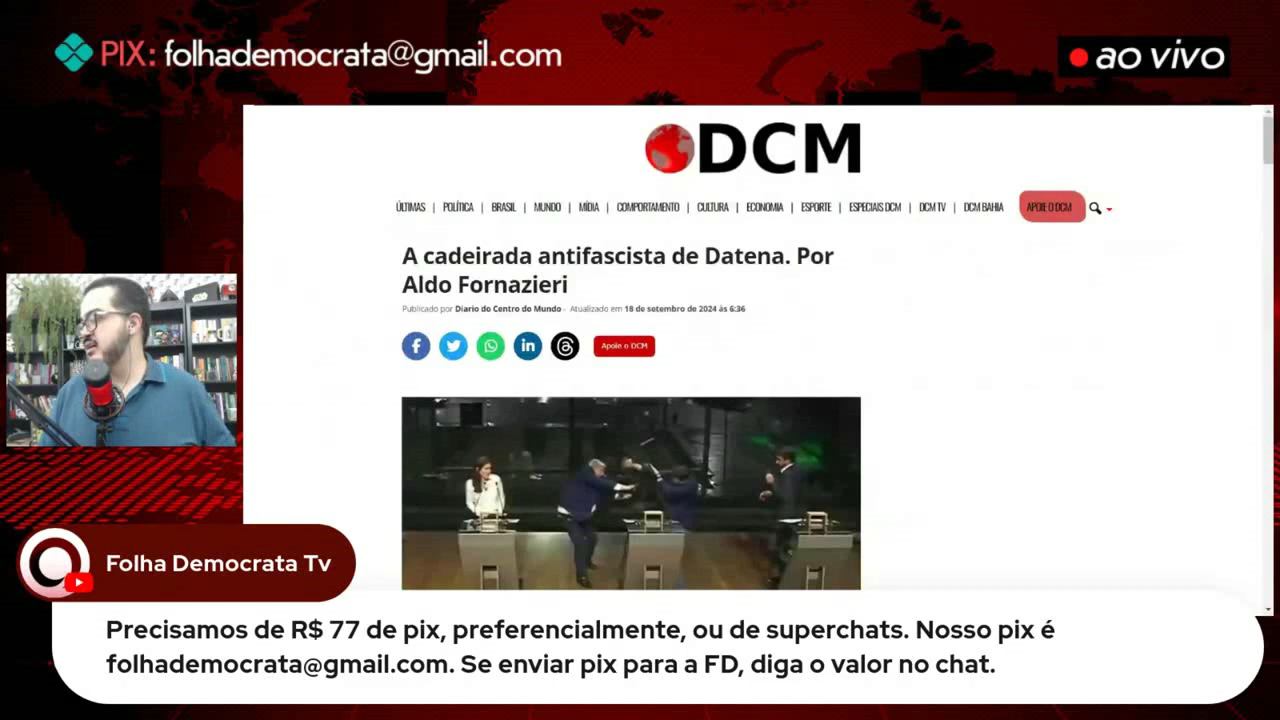 PIX: folhademocrata@gmail.com
ao vivo
DCM
ÚLTIMAS | POLÍTICA | BRASIL | MUNDO | MÍDIA | COMPORTAMENTO | CULTURA | ECONOMIA | ESPORTE | ESPECIAIS DCM | DCM TV | DCM BAHIA
APOIE O DCM
A cadeirada antifascista de Datena. Por
Aldo Fornazieri
Publicado por Diario do Centro do Mundo - Atualizado em 18 de setembro de 2024 às 6:36
Apoie o DCM
Folha Democrata Tv
Precisamos de R$ 77 de pix, preferencialmente, ou de superchats. Nosso pix é
folhademocrata@gmail.com. Se enviar pix para a FD, diga o valor no chat.